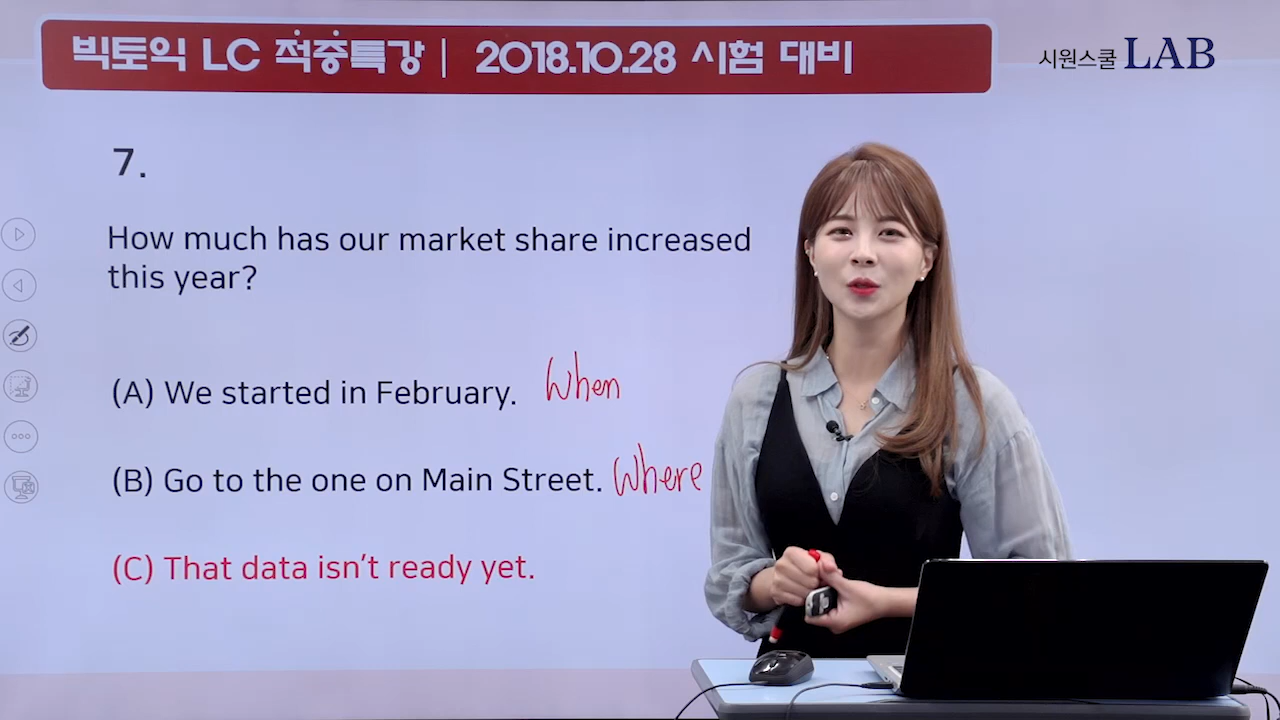 빅토익 LC 적중특강 | 2018.10.28 시험 대비
시원스쿨 LAB
7.
How much has our market share increased
this year?
(A) We started in February. When
(B) Go to the one on Main Street. Where
(C) That data isn't ready yet.